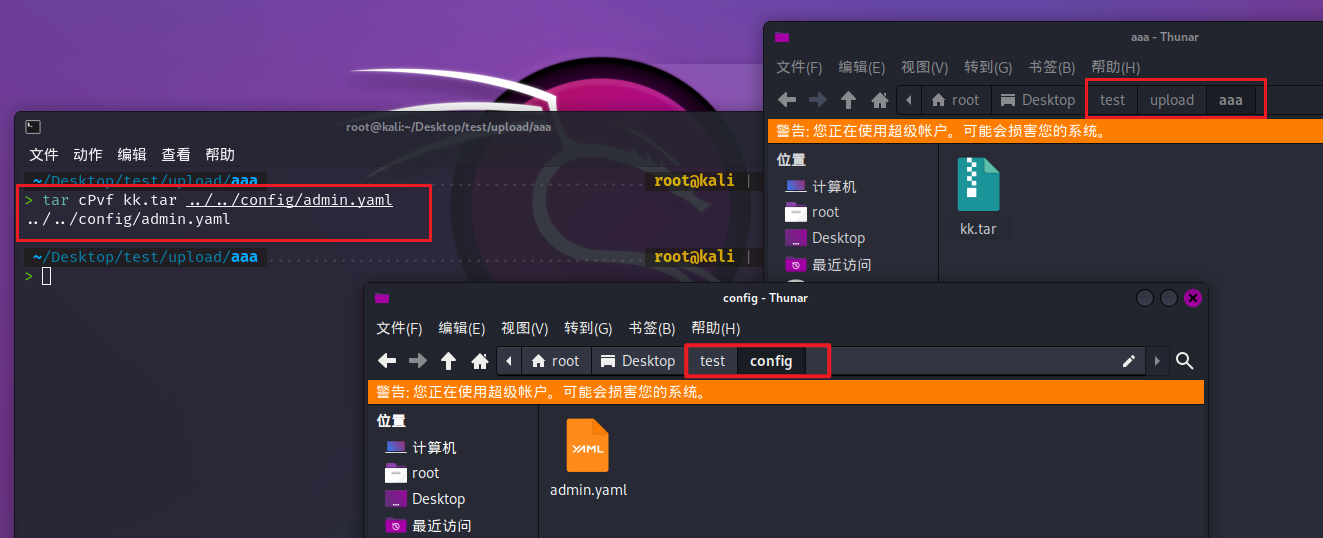 root@kali:~/Desktop/test/upload/aaa
文件 动作 编辑 查看 帮助
~/Desktop/test/upload/aaa root@kali |
> tar cPvf kk.tar ../../config/admin.yaml
../../config/admin.yaml
~/Desktop/test/upload/aaa root@kali |
>
aaa - Thunar
文件(F) 编辑(E) 视图(V) 转到(G) 书签(B) 帮助(H)
root Desktop test upload aaa
警告: 您正在使用超级帐户。可能会损害您的系统。
位置
计算机
root
Desktop
最近访问
kk.tar
config - Thunar
文件(F) 编辑(E) 视图(V) 转到(G) 书签(B) 帮助(H)
root Desktop test config
警告: 您正在使用超级帐户。可能会损害您的系统。
位置
计算机
root
Desktop
最近访问
YAML
admin.yaml